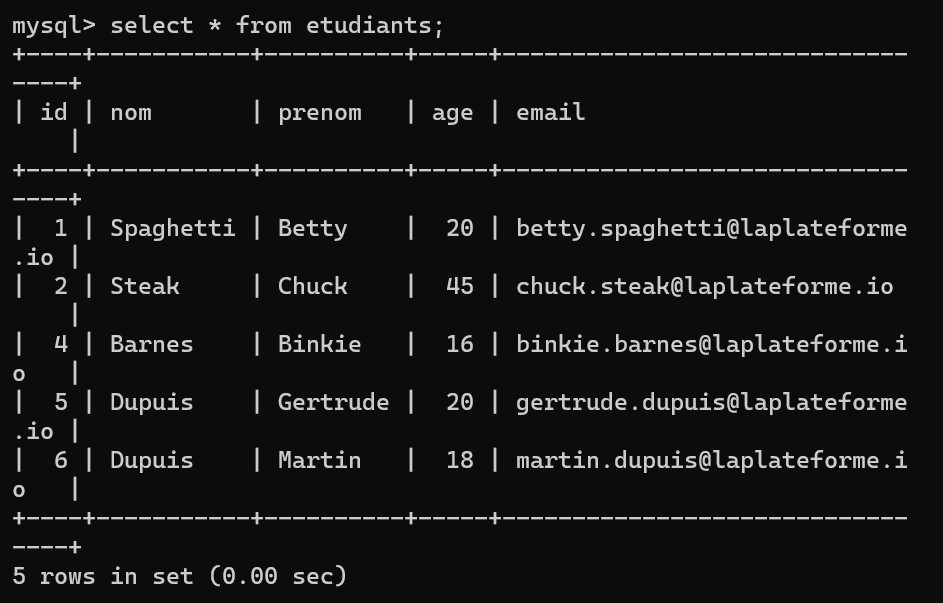 mysql> select * from etudiants;
+----+-----------+----------+-----+-----------------------------
----+
| id | nom       | prenom   | age | email
    |
+----+-----------+----------+-----+-----------------------------
----+
|  1 | Spaghetti | Betty    |  20 | betty.spaghetti@laplateforme
.io |
|  2 | Steak     | Chuck    |  45 | chuck.steak@laplateforme.io
    |
|  4 | Barnes    | Binkie   |  16 | binkie.barnes@laplateforme.i
o   |
|  5 | Dupuis    | Gertrude |  20 | gertrude.dupuis@laplateforme
.io |
|  6 | Dupuis    | Martin   |  18 | martin.dupuis@laplateforme.i
o   |
+----+-----------+----------+-----+-----------------------------
----+
5 rows in set (0.00 sec)